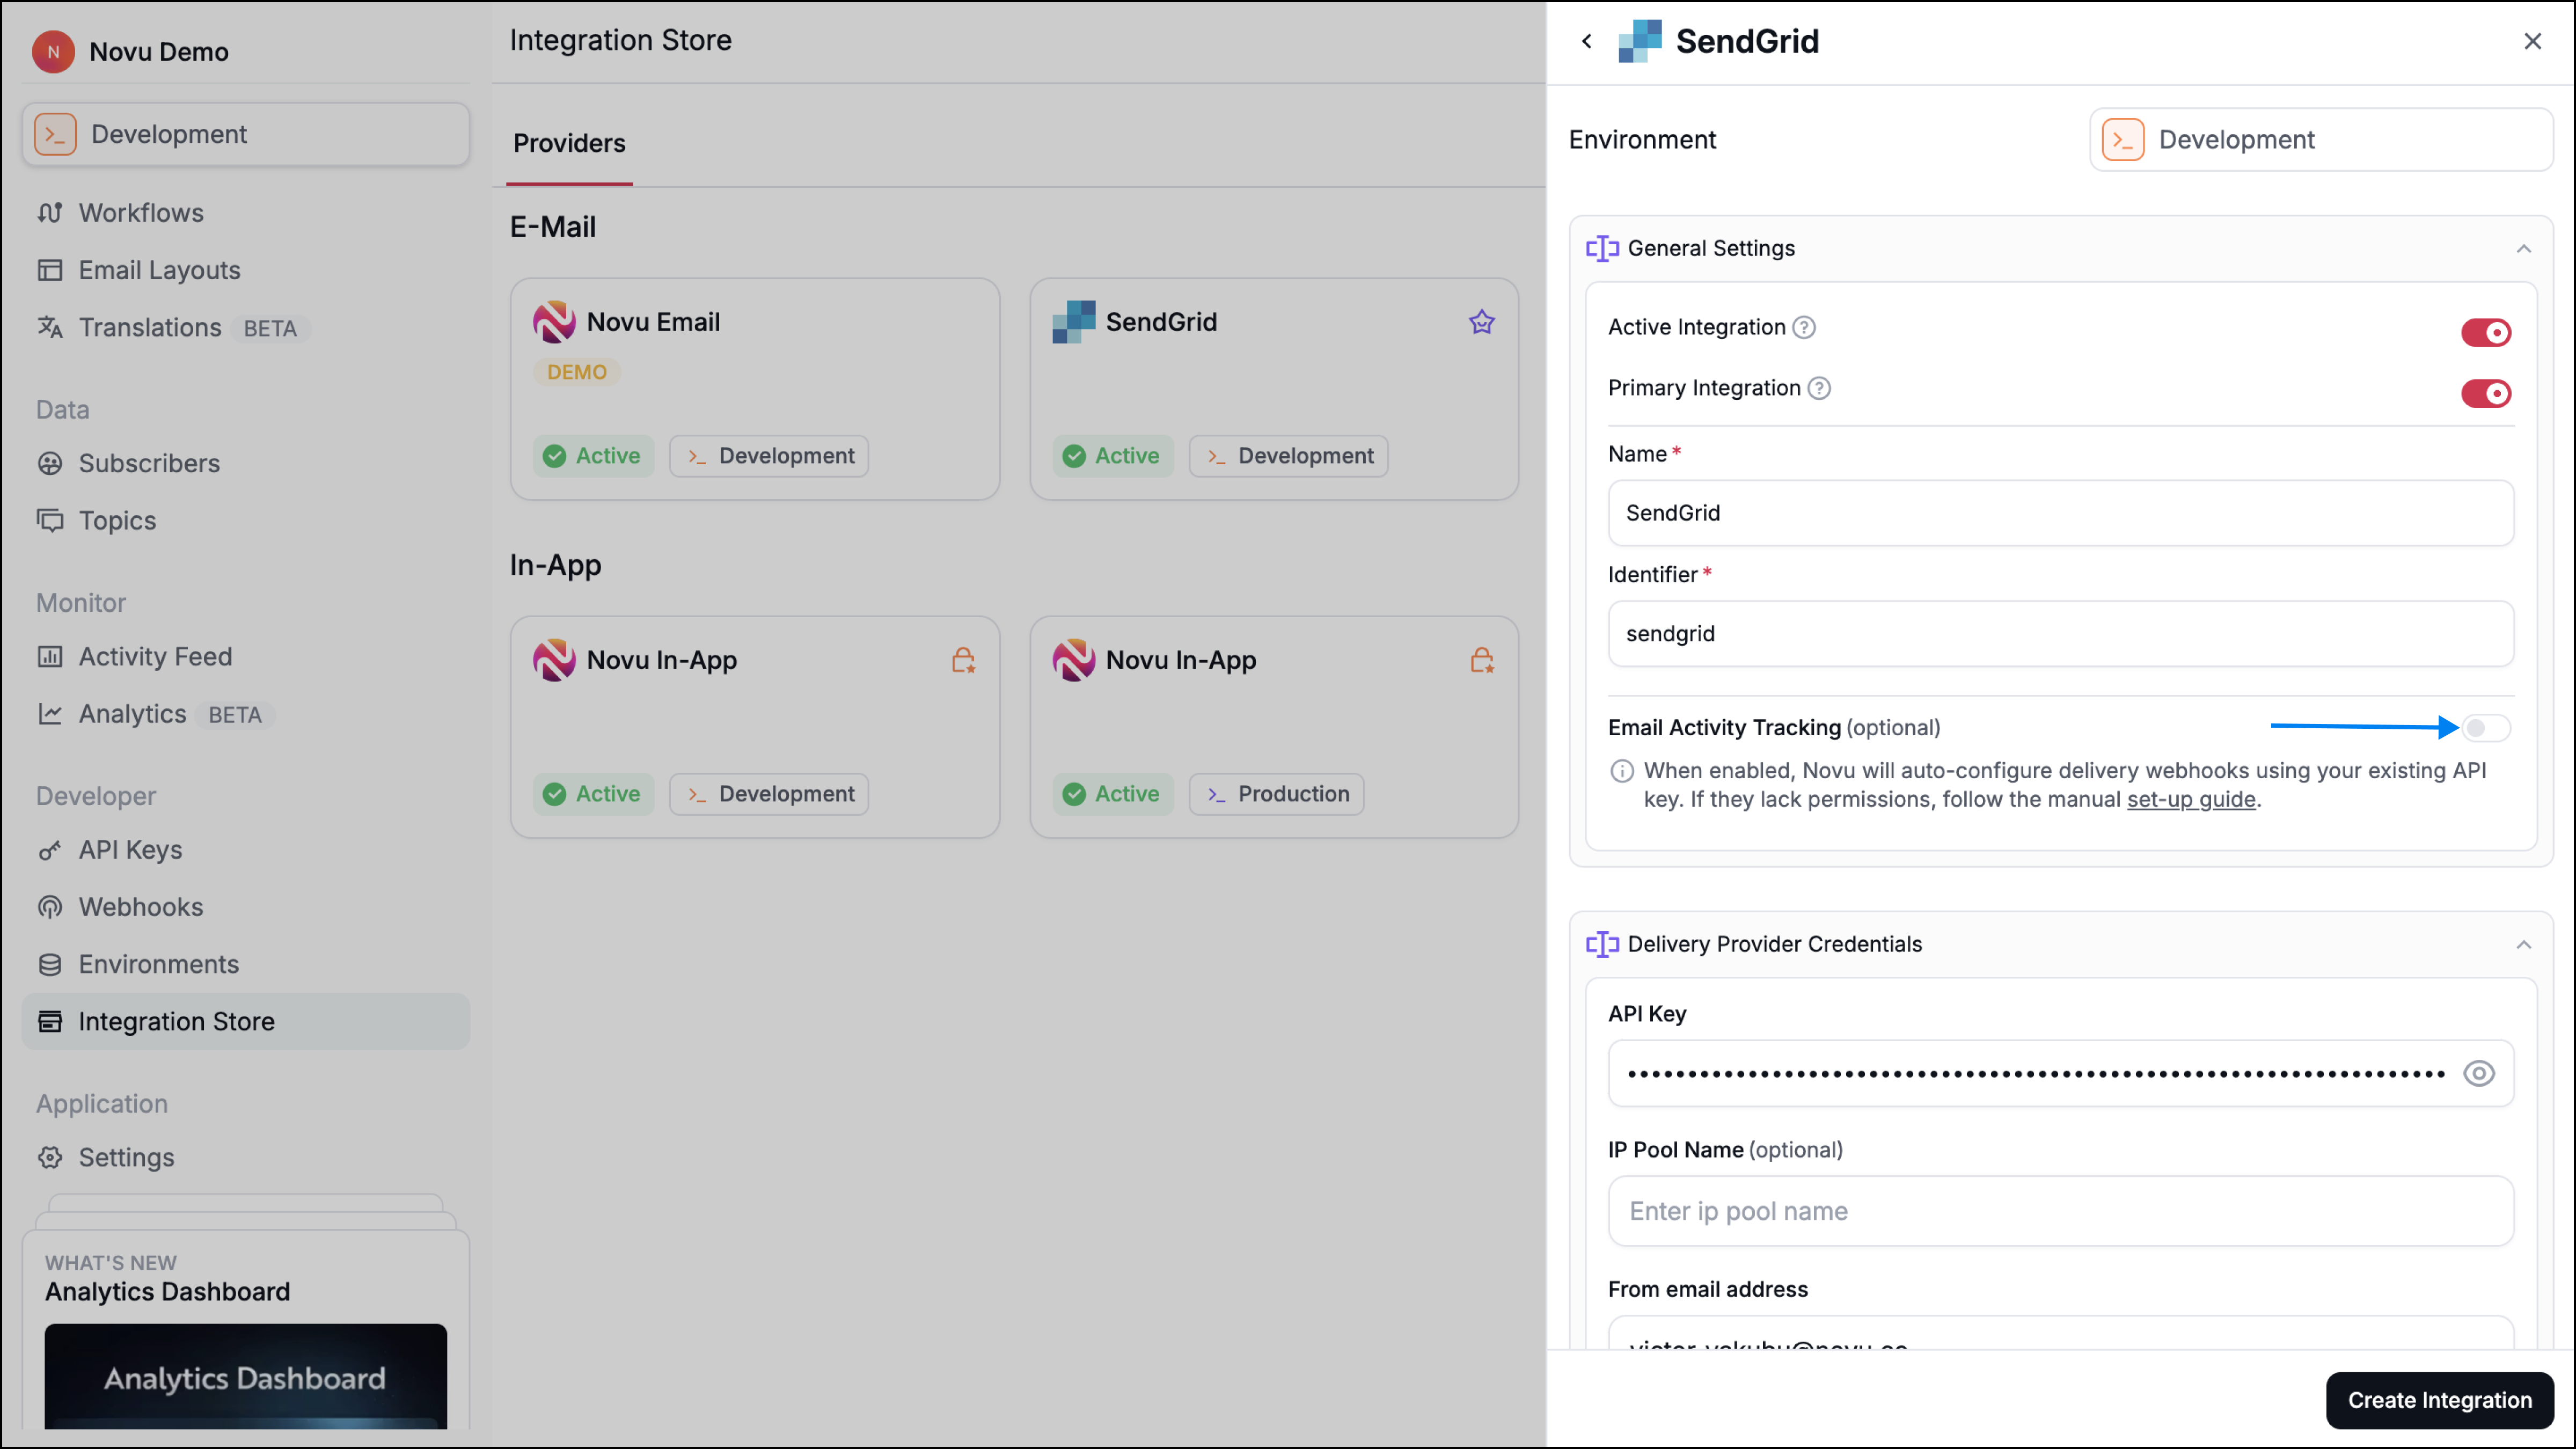 N
Novu Demo
Development
Workflows
Email Layouts
Translations BETA
Data
Subscribers
Topics
Monitor
Activity Feed
Analytics BETA
Developer
API Keys
Webhooks
Environments
Integration Store
Application
Settings
WHAT'S NEW
Analytics Dashboard
Analytics Dashboard
Integration Store
Providers
E-Mail
Novu Email
DEMO
Active
Development
SendGrid
Active
Development
In-App
Novu In-App
Active
Development
Novu In-App
Active
Production
SendGrid
Environment
Development
General Settings
Active Integration
Primary Integration
Name*
SendGrid
Identifier*
sendgrid
Email Activity Tracking (optional)
When enabled, Novu will auto-configure delivery webhooks using your existing API
key. If they lack permissions, follow the manual set-up guide.
Delivery Provider Credentials
API Key
IP Pool Name (optional)
Enter ip pool name
From email address
Create Integration